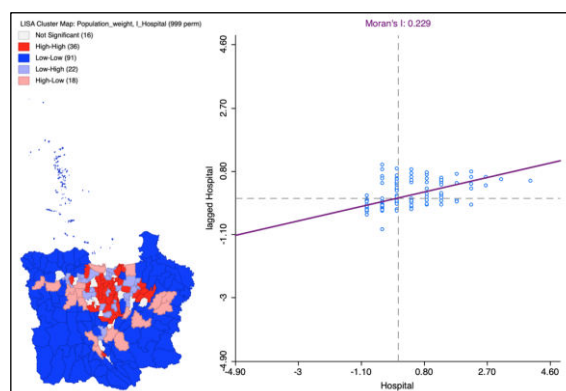 LISA Cluster Map: Population_weight, I_Hospital (999 perm)
Not Significant (16)
High-High (36)
Low-Low (91)
Low-High (22)
High-Low (18)
Moran's I: 0.229
4.60
2.70
0.80
-1.10
-3
-4.90
lagged Hospital
-4.90
-3
-1.10
0.80
2.70
4.60
Hospital